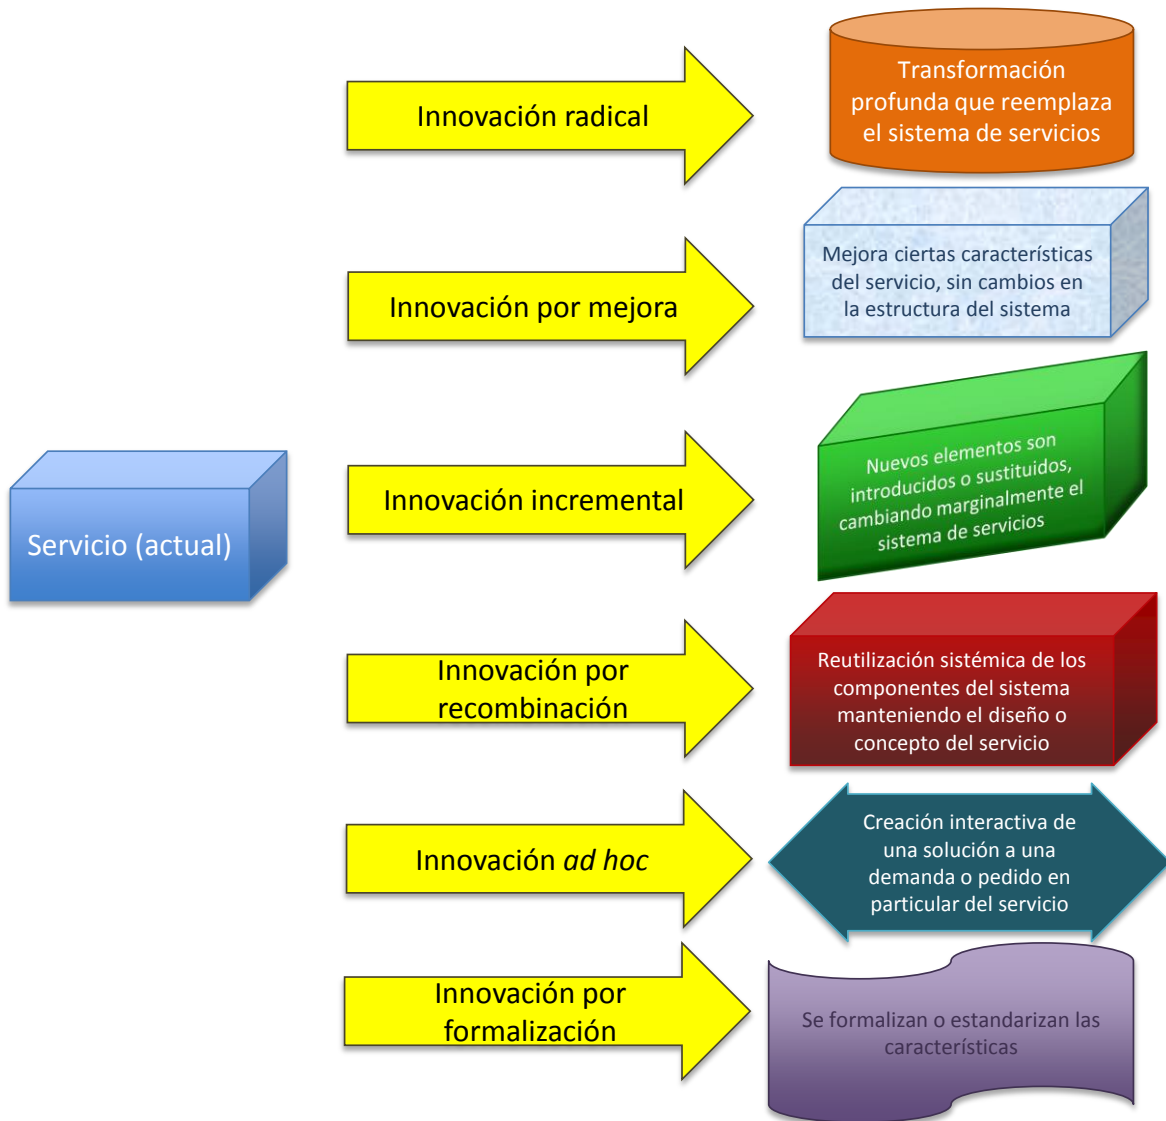 Innovación radical
Transformación
profunda que reemplaza
el sistema de servicios
Innovación por mejora
Mejora ciertas características
del servicio, sin cambios en
la estructura del sistema
Servicio (actual)
Innovación incremental
Nuevos elementos son
introducidos o sustituidos,
cambiando marginalmente el
sistema de servicios
Innovación por
recombinación
Reutilización sistémica de los
componentes del sistema
manteniendo el diseño o
concepto del servicio
Innovación ad hoc
Creación interactiva de
una solución a una
demanda o pedido en
particular del servicio
Innovación por
formalización
Se formalizan o estandarizan las
características